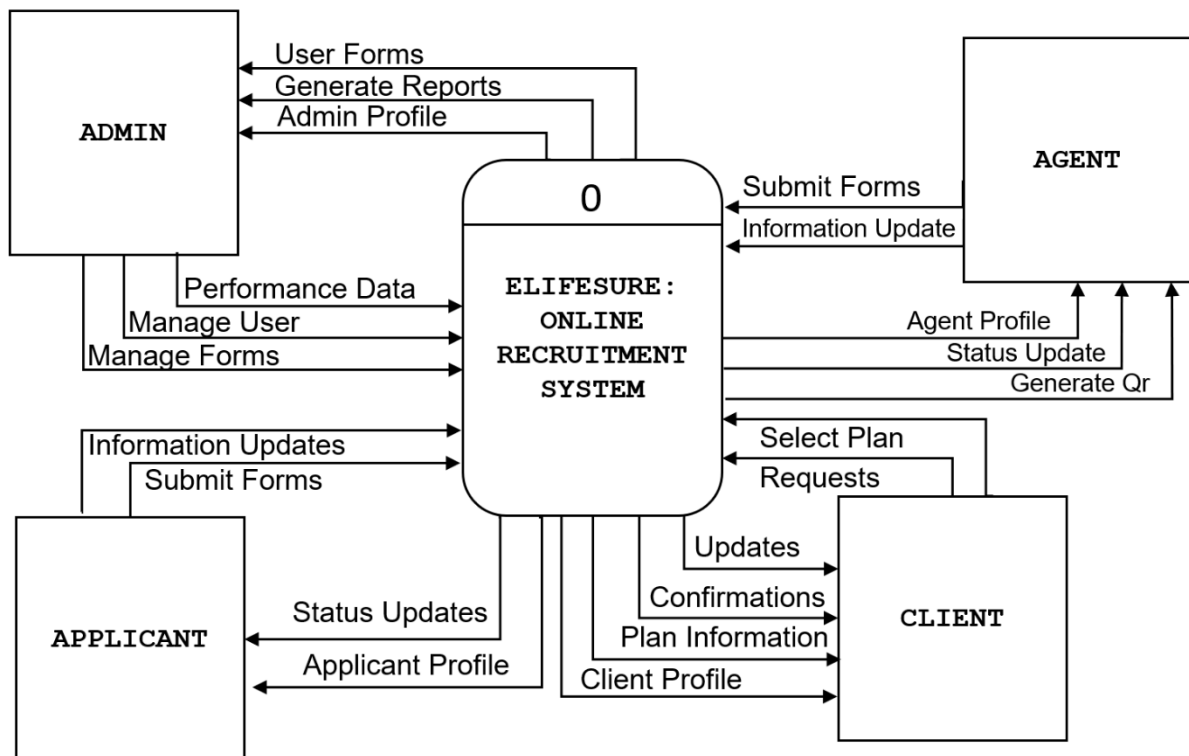 User Forms
Generate Reports
Admin Profile
ADMIN
AGENT
0
Submit Forms
Information Update
ELIFESURE:
ONLINE
RECRUITMENT
SYSTEM
Performance Data
Manage User
Manage Forms
Agent Profile
Status Update
Generate Qr
Information Updates
Submit Forms
Select Plan
Requests
Updates
Confirmations
Plan Information
Client Profile
Status Updates
Applicant Profile
APPLICANT
CLIENT